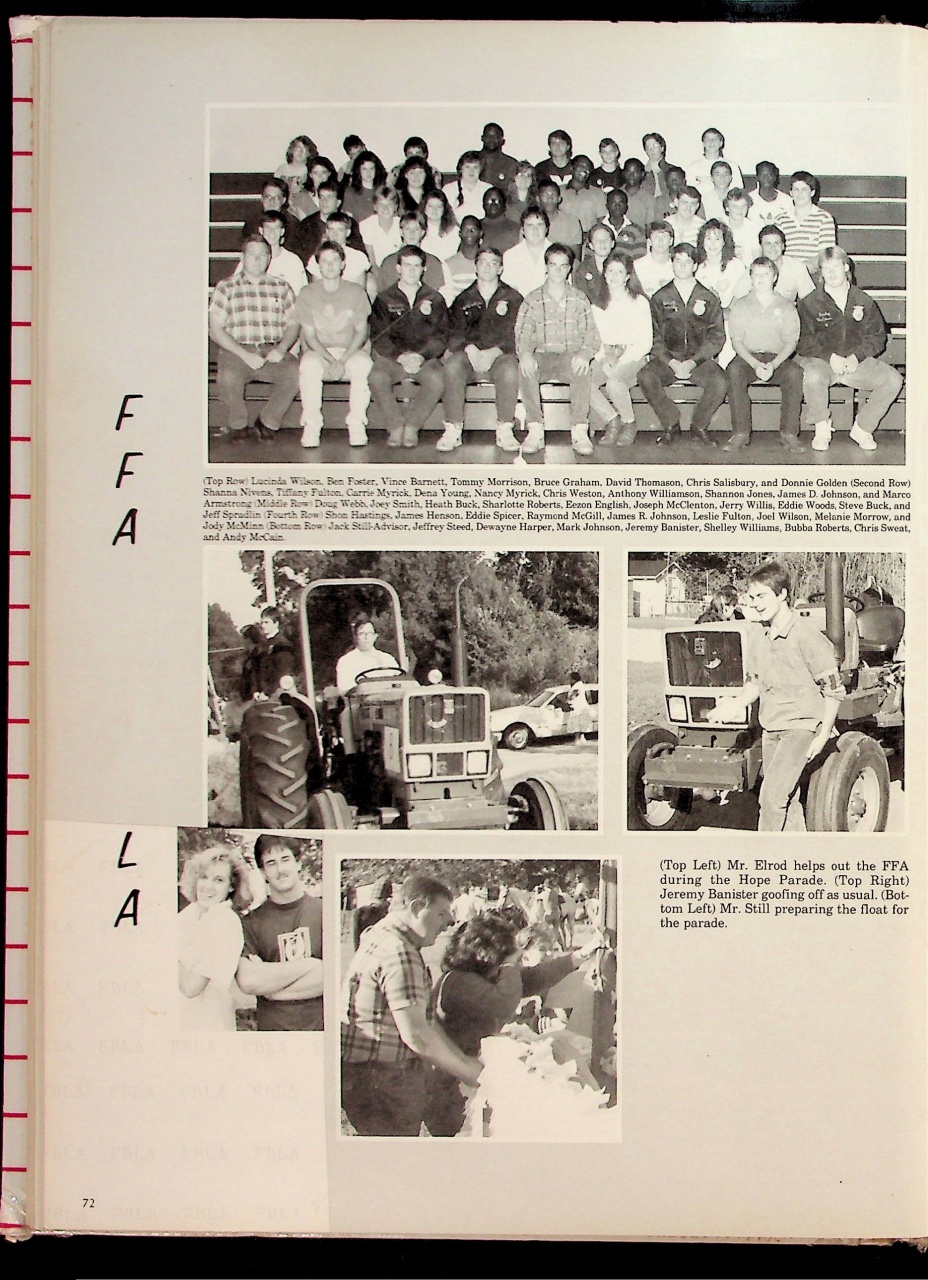 F
F
A
(Top Row) Lucinda Wilson, Ben Foster, Vince Barnett, Tommy Morrison, Bruce Graham, David Thomason, Chris Salisbury, and Donnie Golden (Second Row)
Shanna Nivens, Tiffany Fulton, Carrie Myrick, Dena Young, Nancy Myrick, Chris Weston, Anthony Williamson, Shannon Jones, James D. Johnson, and Marco
Armstrong (Middle Row) Doug Webb, Joey Smith, Heath Buck, Sharlotte Roberts, Eezon English, Joseph McClenton, Jerry Willis, Eddie Woods, Steve Buck, and
Jeff Spradlin (Fourth Row) Shon Hastings, James Henson, Eddie Spicer, Raymond McGill, James R. Johnson, Leslie Fulton, Joel Wilson, Melanie Morrow, and
Jody McMinn (Bottom Row) Jack Still-Advisor, Jeffrey Steed, Dewayne Harper, Mark Johnson, Jeremy Banister, Shelley Williams, Bubba Roberts, Chris Sweat,
and Andy McCain.
L
A
(Top Left) Mr. Elrod helps out the FFA
during the Hope Parade. (Top Right)
Jeremy Banister goofing off as usual. (Bot-
tom Left) Mr. Still preparing the float for
the parade.
FBLA
FBLA FBLA FBLA
FBLA FBLA FBLA
FBLA FBLA FBLA
FBLA FBLA FBLA
72